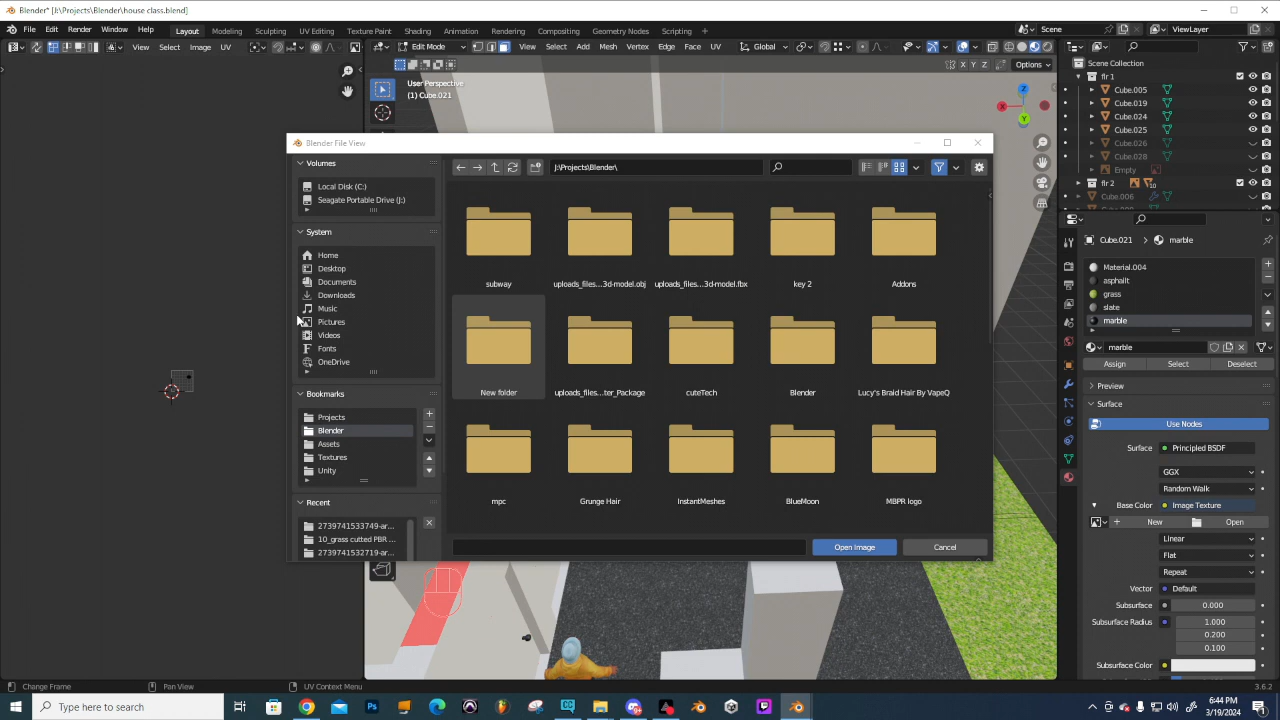 Blender* [J:\Projects\Blender\house class.blend]
File Edit Render Window Help Layout Modeling Sculpting UV Editing Texture Paint Shading Animation Rendering Compositing Geometry Nodes Scripting + Scene ViewLayer
View Select Image UV Edit Mode View Select Add Mesh Vertex Edge Face UV Global
X Y Z Options
User Perspective
(1) Cube.021
Scene Collection
flr 1
Cube.005
Cube.019
Cube.024
Cube.025
Cube.026
Cube.028
Empty
flr 2
Cube.006
Blender File View
Volumes
Local Disk (C:)
Seagate Portable Drive (J:)
System
Home
Desktop
Documents
Downloads
Music
Pictures
Videos
Fonts
OneDrive
Bookmarks
Projects
Blender
Assets
Textures
Unity
Recent
2739741533749-ar...
10_grass cutted PBR ...
2739741532719-ar...
J:\Projects\Blender\
subway uploads_files...3d-model.obj uploads_files...3d-model.fbx key 2 Addons
New folder uploads_files...ter_Package cuteTech Blender Lucy's Braid Hair By VapeQ
mpc Grunge Hair InstantMeshes BlueMoon MBPR logo
Open Image Cancel
Cube.021 > marble
Material.004
asphallt
grass
slate
marble
marble
Assign Select Deselect
Preview
Surface
Use Nodes
Surface Principled BSDF
GGX
Random Walk
Base Color Image Texture
New Open
Linear
Flat
Repeat
Vector Default
Subsurface 0.000
Subsurface Radius 1.000
0.200
0.100
Subsurface Color
Change Frame Pan View UV Context Menu 3.6.2
Type here to search
6:44 PM
3/19/2024